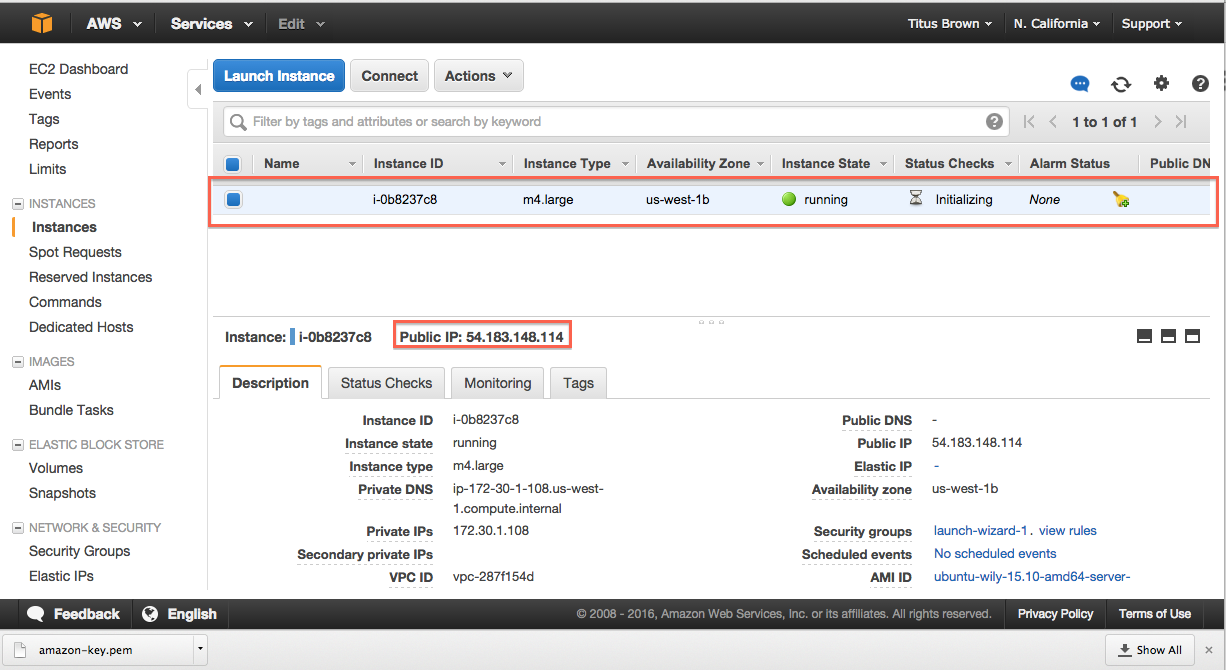 AWS Services Edit Titus Brown N. California Support
EC2 Dashboard
Events
Tags
Reports
Limits
INSTANCES
Instances
Spot Requests
Reserved Instances
Commands
Dedicated Hosts
IMAGES
AMIs
Bundle Tasks
ELASTIC BLOCK STORE
Volumes
Snapshots
NETWORK & SECURITY
Security Groups
Elastic IPs
Launch Instance Connect Actions
Filter by tags and attributes or search by keyword 1 to 1 of 1
Name Instance ID Instance Type Availability Zone Instance State Status Checks Alarm Status Public DN
i-0b8237c8 m4.large us-west-1b running Initializing None
Instance: i-0b8237c8 Public IP: 54.183.148.114
Description Status Checks Monitoring Tags
Instance ID i-0b8237c8
Instance state running
Instance type m4.large
Private DNS ip-172-30-1-108.us-west-
1.compute.internal
Private IPs 172.30.1.108
Secondary private IPs
VPC ID vpc-287f154d
Public DNS -
Public IP 54.183.148.114
Elastic IP -
Availability zone us-west-1b
Security groups launch-wizard-1. view rules
Scheduled events No scheduled events
AMI ID ubuntu-wily-15.10-amd64-server-
Feedback English © 2008 - 2016, Amazon Web Services, Inc. or its affiliates. All rights reserved. Privacy Policy Terms of Use
amazon-key.pem Show All